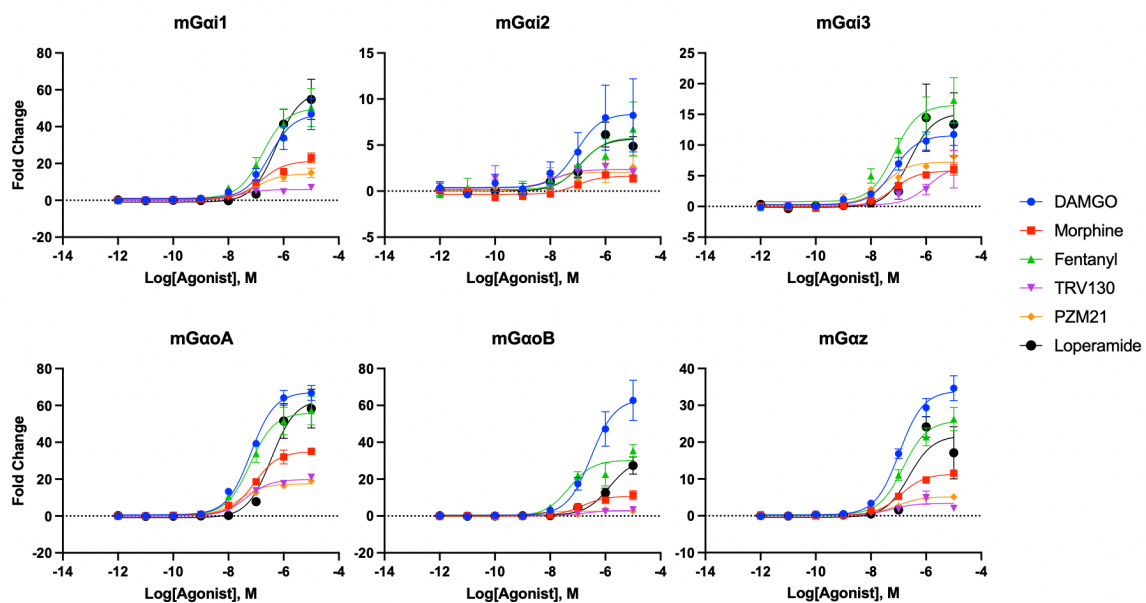 mGαi1
mGαi2
mGαi3
Fold Change
80
60
40
20
0
-20
-14 -12 -10 -8 -6 -4
Log[Agonist], M
15
10
5
0
-5
-14 -12 -10 -8 -6 -4
Log[Agonist], M
25
20
15
10
5
0
-5
-14 -12 -10 -8 -6 -4
Log[Agonist], M
DAMGO
Morphine
Fentanyl
TRV130
PZM21
Loperamide
mGαoA
mGαoB
mGαz
Fold Change
80
60
40
20
0
-20
-14 -12 -10 -8 -6 -4
Log[Agonist], M
80
60
40
20
0
-20
-14 -12 -10 -8 -6 -4
Log[Agonist], M
40
30
20
10
0
-10
-14 -12 -10 -8 -6 -4
Log[Agonist], M